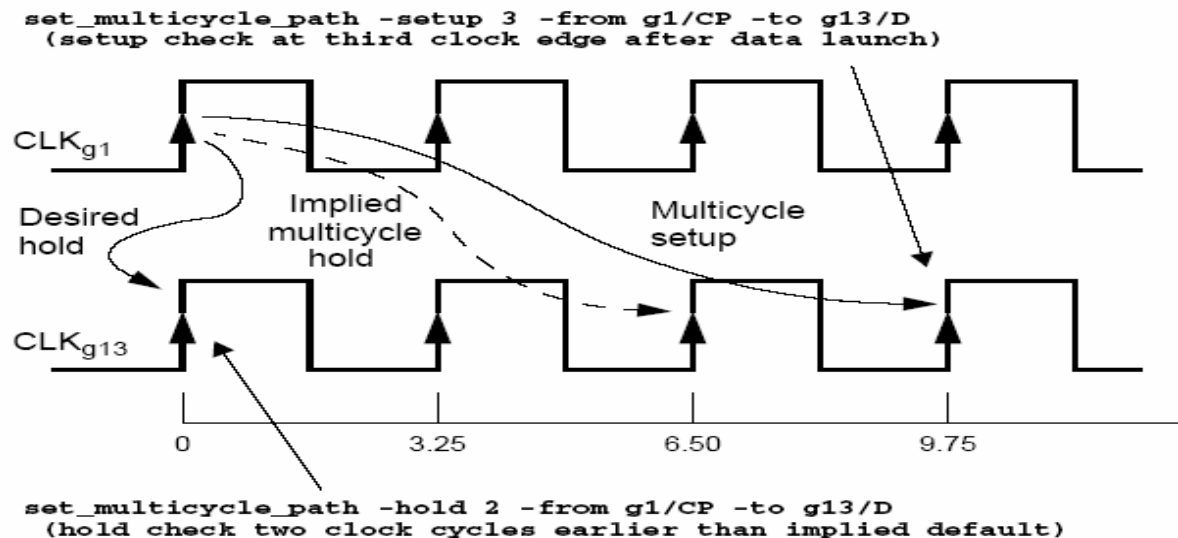 set_multicycle_path -setup 3 -from g1/CP -to g13/D
(setup check at third clock edge after data launch)
CLKg1
Desired
hold
Implied
multicycle
hold
Multicycle
setup
CLKg13
0 3.25 6.50 9.75
set_multicycle_path -hold 2 -from g1/CP -to g13/D
(hold check two clock cycles earlier than implied default)